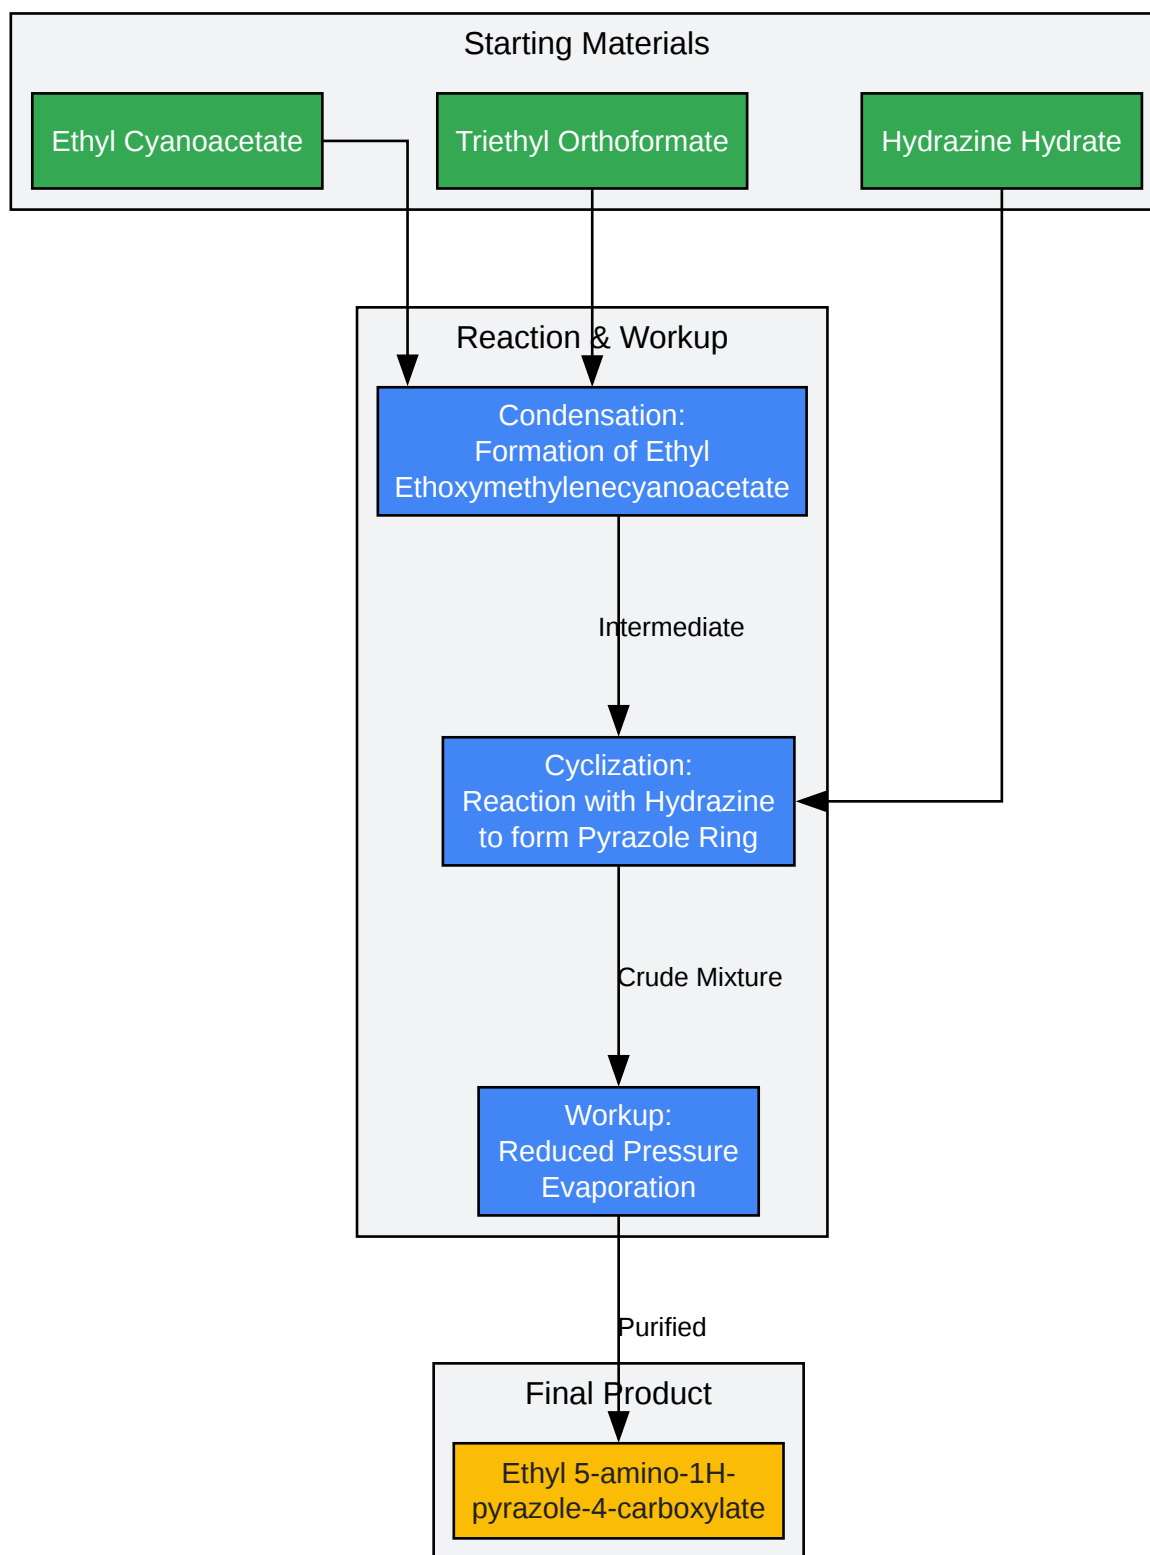 Starting Materials
Ethyl Cyanoacetate
Triethyl Orthoformate
Hydrazine Hydrate
Reaction & Workup
Condensation:
Formation of Ethyl
Ethoxymethylenecyanoacetate
Intermediate
Cyclization:
Reaction with Hydrazine
to form Pyrazole Ring
Crude Mixture
Workup:
Reduced Pressure
Evaporation
Purified
Final Product
Ethyl 5-amino-1H-
pyrazole-4-carboxylate